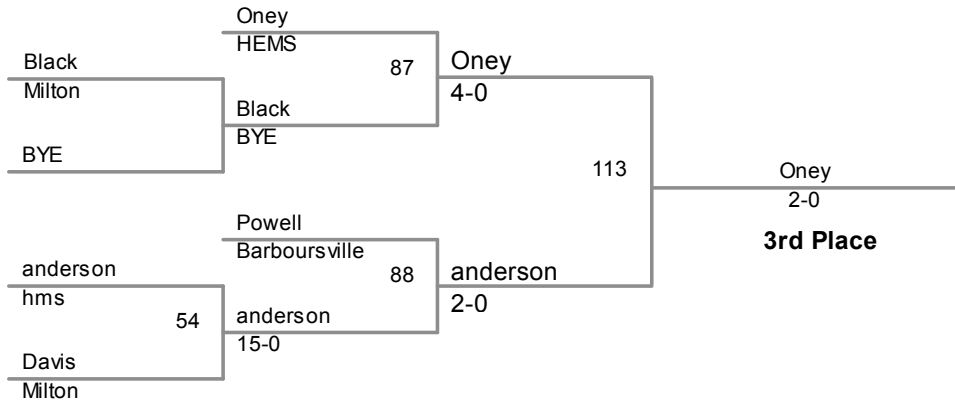 Oney
HEMS
Black
Milton
87
Oney
4-0
Black
BYE
BYE
113
Oney
2-0
3rd Place
Powell
Barboursville
anderson
hms
88
anderson
2-0
54
anderson
15-0
Davis
Milton